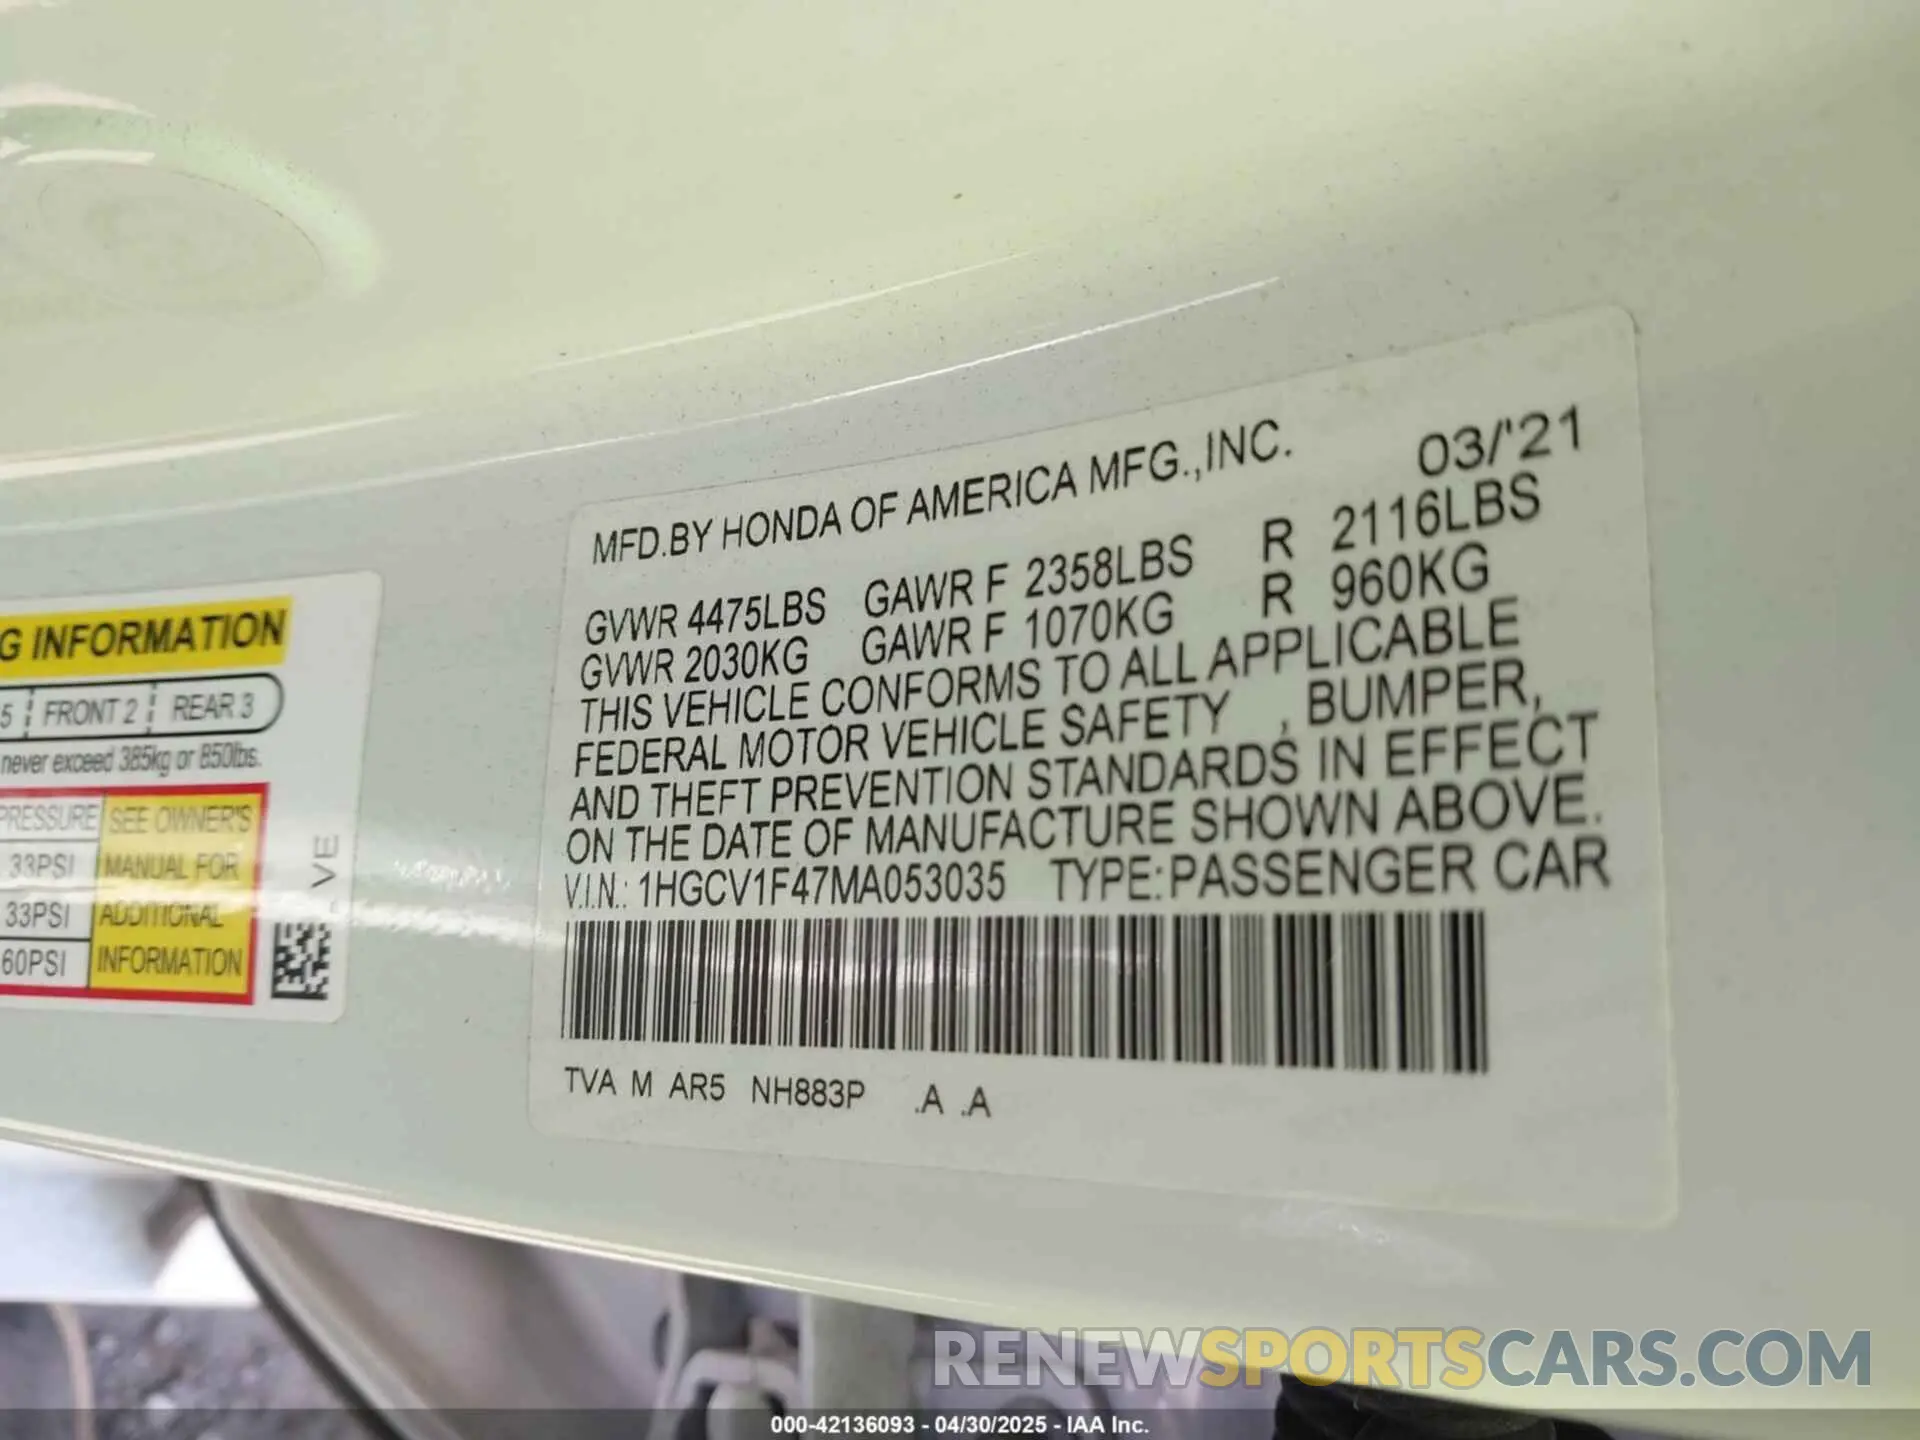 G INFORMATION
5 FRONT 2 REAR 3
never exceed 385kg or 850lbs.
PRESSURE SEE OWNER'S
33PSI MANUAL FOR
33PSI ADDITIONAL
60PSI INFORMATION
VE
MFD.BY HONDA OF AMERICA MFG.,INC. 03/'21
GVWR 4475LBS GAWR F 2358LBS R 2116LBS
GVWR 2030KG GAWR F 1070KG R 960KG
THIS VEHICLE CONFORMS TO ALL APPLICABLE
FEDERAL MOTOR VEHICLE SAFETY , BUMPER,
AND THEFT PREVENTION STANDARDS IN EFFECT
ON THE DATE OF MANUFACTURE SHOWN ABOVE.
V.I.N.: 1HGCV1F47MA053035 TYPE:PASSENGER CAR
TVA M AR5 NH883P .A .A
RENEWSPORTSCARS.COM
000-42136093 - 04/30/2025 - IAA Inc.